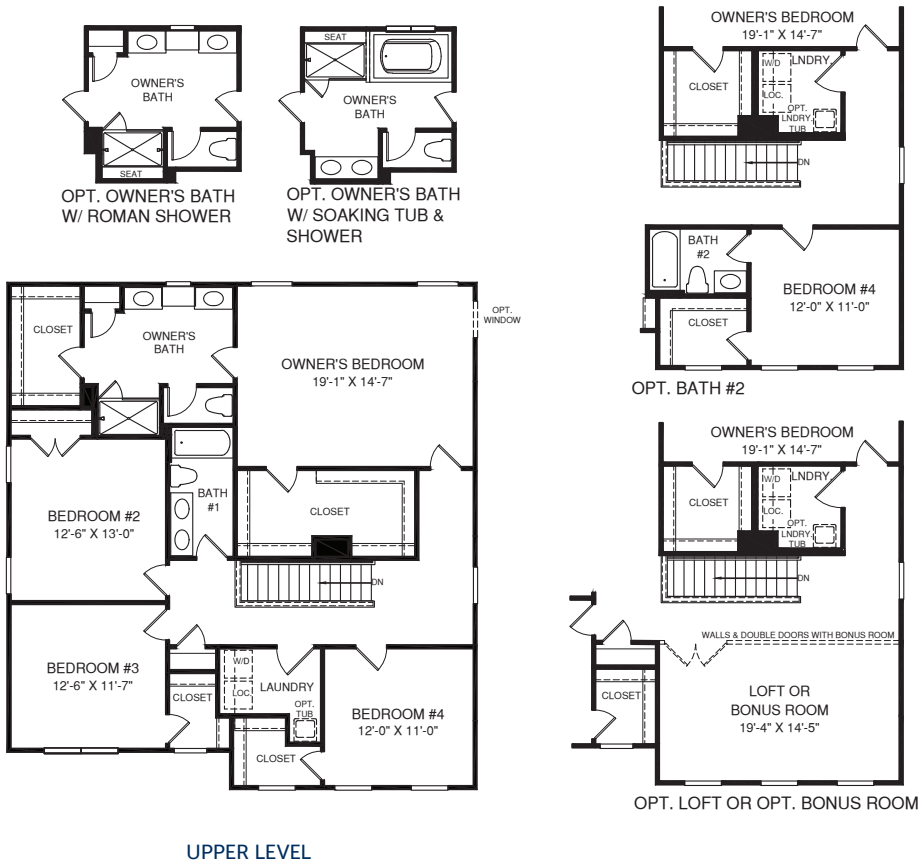 SEAT
OWNER'S
BATH
SEAT
OPT. OWNER'S BATH
W/ ROMAN SHOWER
OWNER'S
BATH
OPT. OWNER'S BATH
W/ SOAKING TUB &
SHOWER
OWNER'S BEDROOM
19'-1" X 14'-7"
CLOSET
W/D
LNDRY.
LOC.
OPT.
LNDRY.
TUB
DN
BATH
#2
BEDROOM #4
12'-0" X 11'-0"
CLOSET
OPT. BATH #2
CLOSET
OWNER'S
BATH
OWNER'S BEDROOM
19'-1" X 14'-7"
OPT.
WINDOW
BEDROOM #2
12'-6" X 13'-0"
BATH
#1
CLOSET
DN
BEDROOM #3
12'-6" X 11'-7"
CLOSET
W/D
LOC.
LAUNDRY
OPT.
TUB
BEDROOM #4
12'-0" X 11'-0"
CLOSET
OWNER'S BEDROOM
19'-1" X 14'-7"
CLOSET
W/D
LNDRY
LOC.
OPT.
LNDRY.
TUB
DN
WALLS & DOUBLE DOORS WITH BONUS ROOM
CLOSET
LOFT OR
BONUS ROOM
19'-4" X 14'-5"
OPT. LOFT OR OPT. BONUS ROOM
UPPER LEVEL